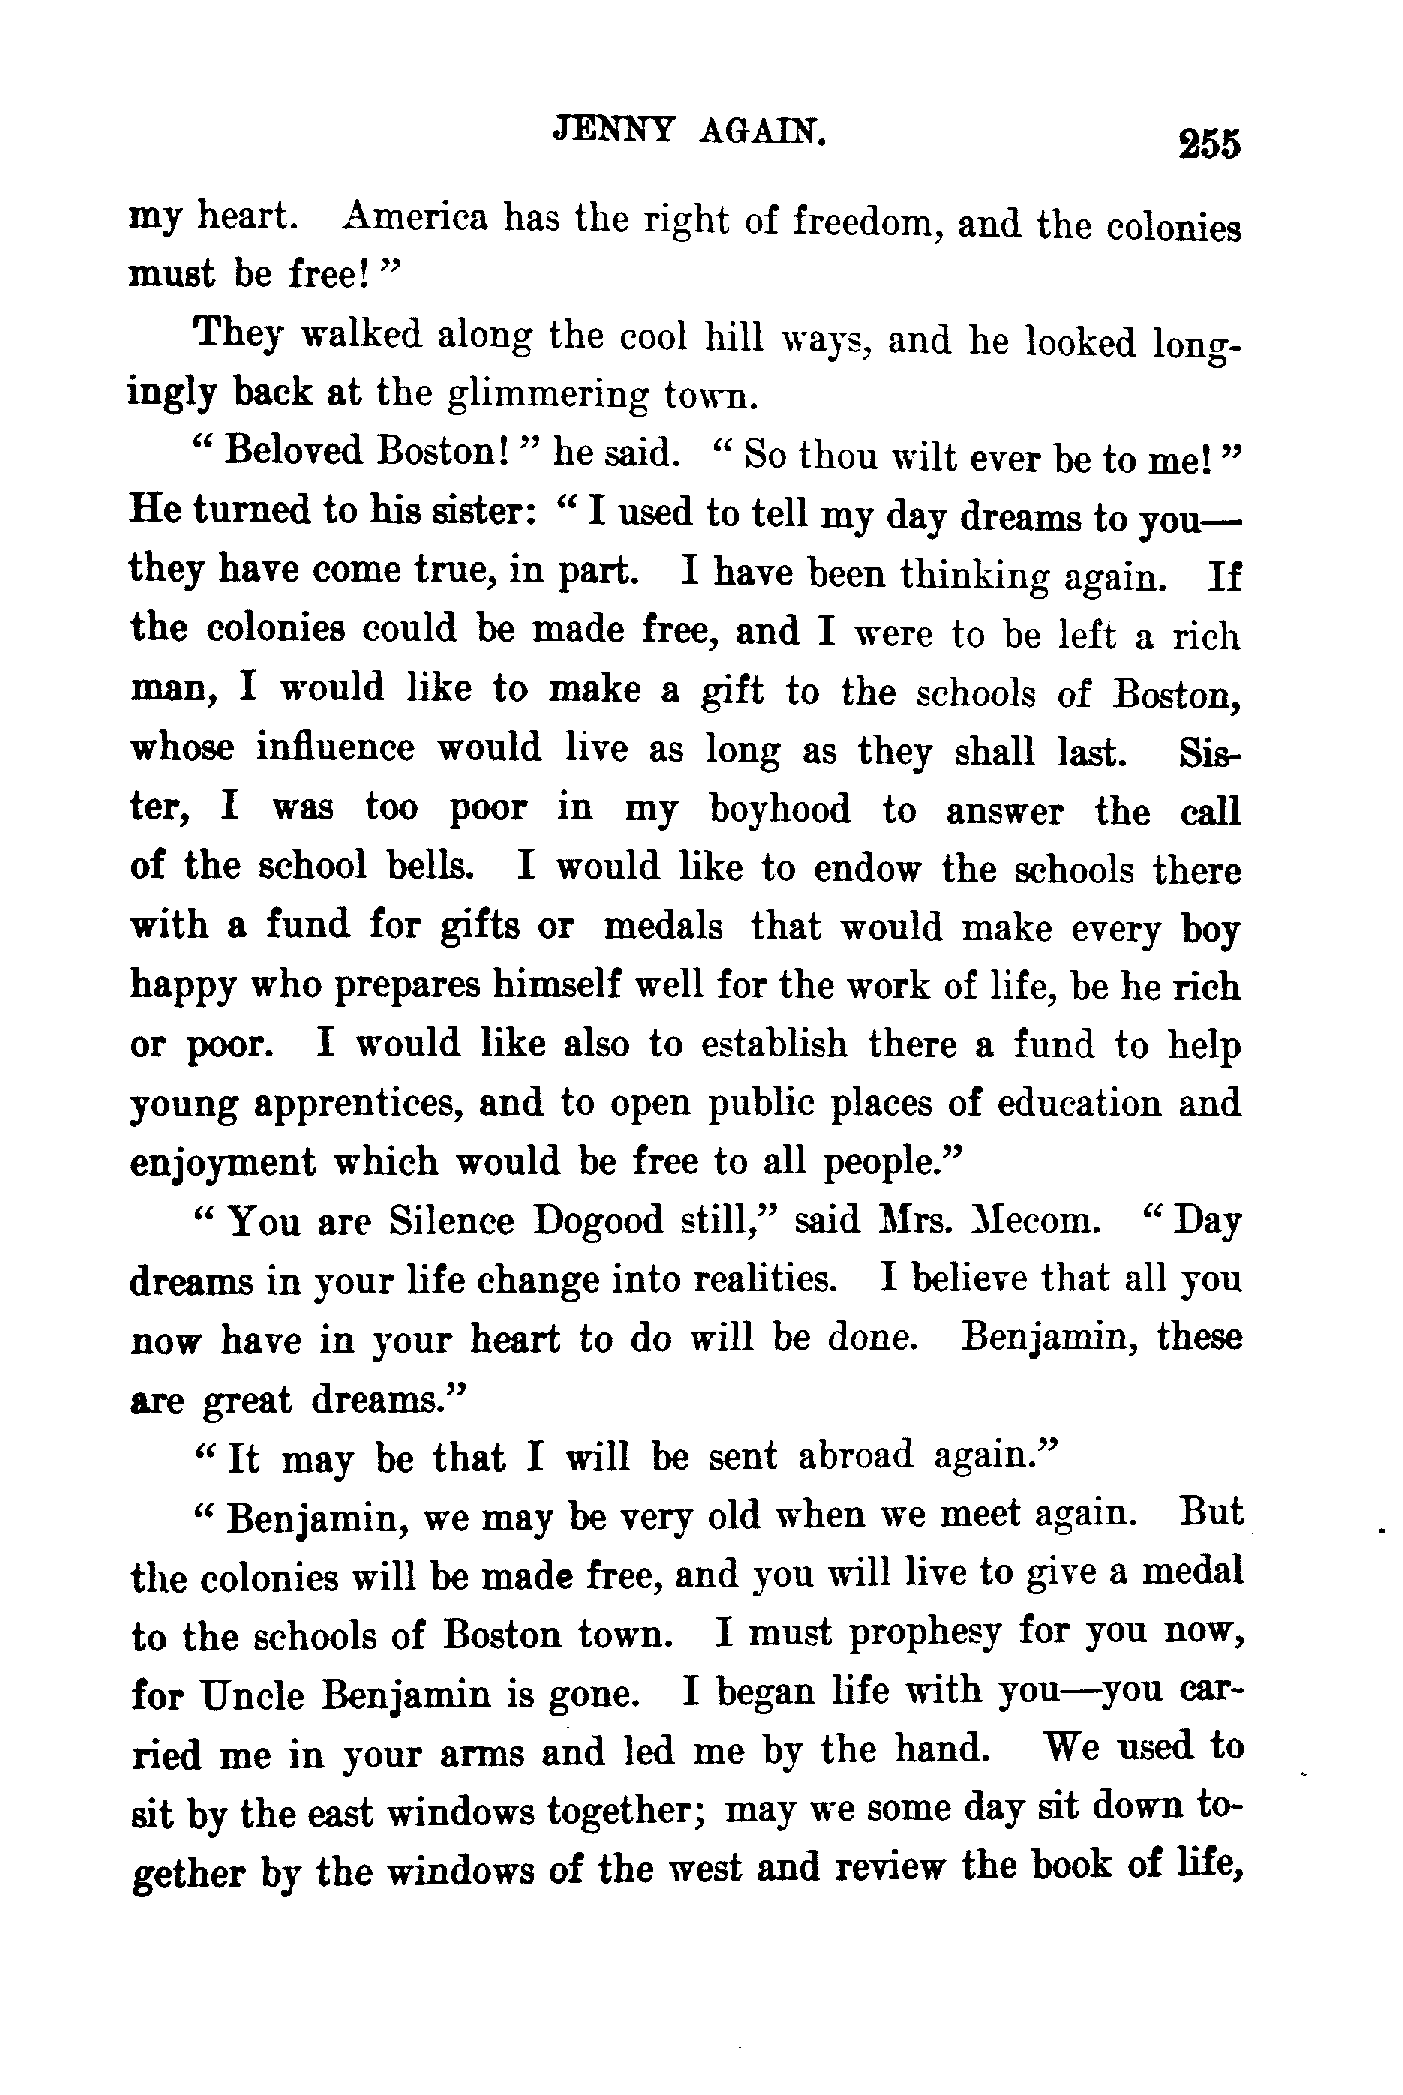 JENNY AGAIN. 255
my heart. America has the right of freedom, and the colonies
must be free! ”
They walked along the cool hill ways, and he looked long-
ingly back at the glimmering town.
“ Beloved Boston! ” he said. “ So thou wilt ever be to me! ”
He turned to his sister: “ I used to tell my day dreams to you—
they have come true, in part. I have been thinking again. If
the colonies could be made free, and I were to be left a rich
man, I would like to make a gift to the schools of Boston,
whose influence would live as long as they shall last. Sis-
ter, I was too poor in my boyhood to answer the call
of the school bells. I would like to endow the schools there
with a fund for gifts or medals that would make every boy
happy who prepares himself well for the work of life, be he rich
or poor. I would like also to establish there a fund to help
young apprentices, and to open public places of education and
enjoyment which would be free to all people.”
“ You are Silence Dogood still,” said Mrs. Mecom. “ Day
dreams in your life change into realities. I believe that all you
now have in your heart to do will be done. Benjamin, these
are great dreams.”
“ It may be that I will be sent abroad again.”
“ Benjamin, we may be very old when we meet again. But
the colonies will be made free, and you will live to give a medal
to the schools of Boston town. I must prophesy for you now,
for Uncle Benjamin is gone. I began life with you—you car-
ried me in your arms and led me by the hand. We used to
sit by the east windows together; may we some day sit down to-
gether by the windows of the west and review the book of life,